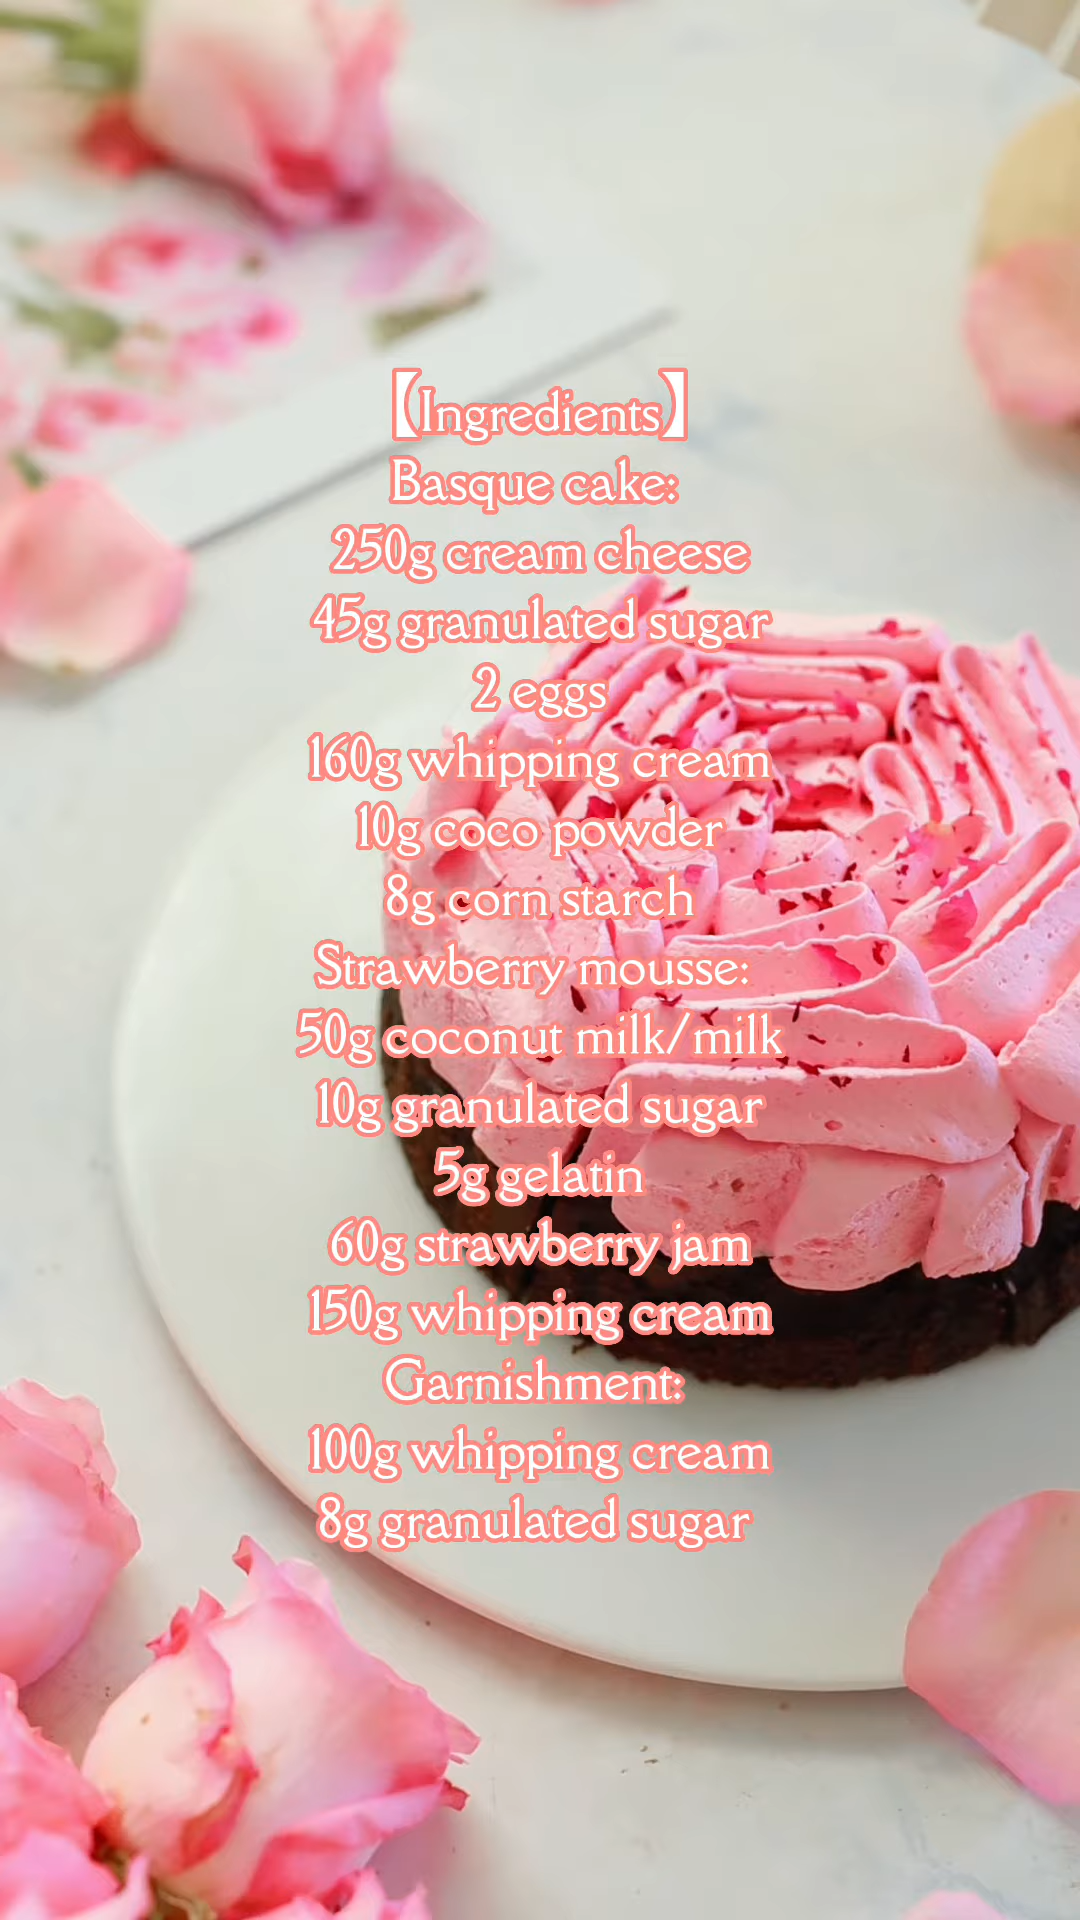 【Ingredients】
Basque cake:
250g cream cheese
45g granulated sugar
2 eggs
160g whipping cream
10g coco powder
8g corn starch
Strawberry mousse:
50g coconut milk/milk
10g granulated sugar
5g gelatin
60g strawberry jam
150g whipping cream
Garnishment:
100g whipping cream
8g granulated sugar